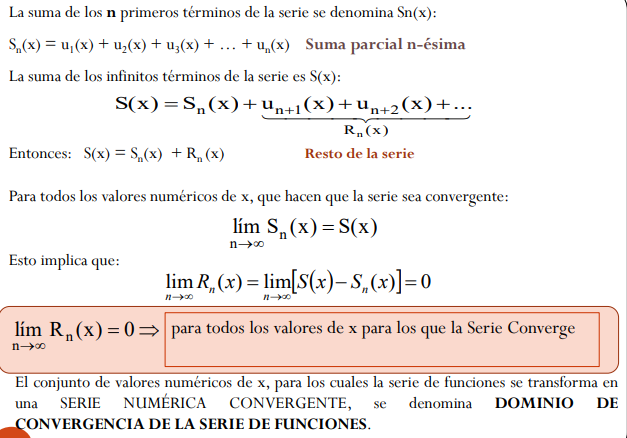 La suma de los n primeros términos de la serie se denomina Sn(x):
Sₙ(x) = u₁(x) + u₂(x) + u₃(x) + … + uₙ(x) Suma parcial n-ésima
La suma de los infinitos términos de la serie es S(x):
S(x) = Sₙ(x) + uₙ₊₁(x) + uₙ₊₂(x) + ...
Rₙ(x)
Entonces: S(x) = Sₙ(x) + Rₙ(x) Resto de la serie
Para todos los valores numéricos de x, que hacen que la serie sea convergente:
lím Sₙ(x) = S(x)
n→∞
Esto implica que:
lim Rₙ(x) = lim[S(x) − Sₙ(x)] = 0
n→∞ n→∞
lím Rₙ(x) = 0 ⇒ para todos los valores de x para los que la Serie Converge
n→∞
El conjunto de valores numéricos de x, para los cuales la serie de funciones se transforma en
una SERIE NUMÉRICA CONVERGENTE, se denomina DOMINIO DE
CONVERGENCIA DE LA SERIE DE FUNCIONES.